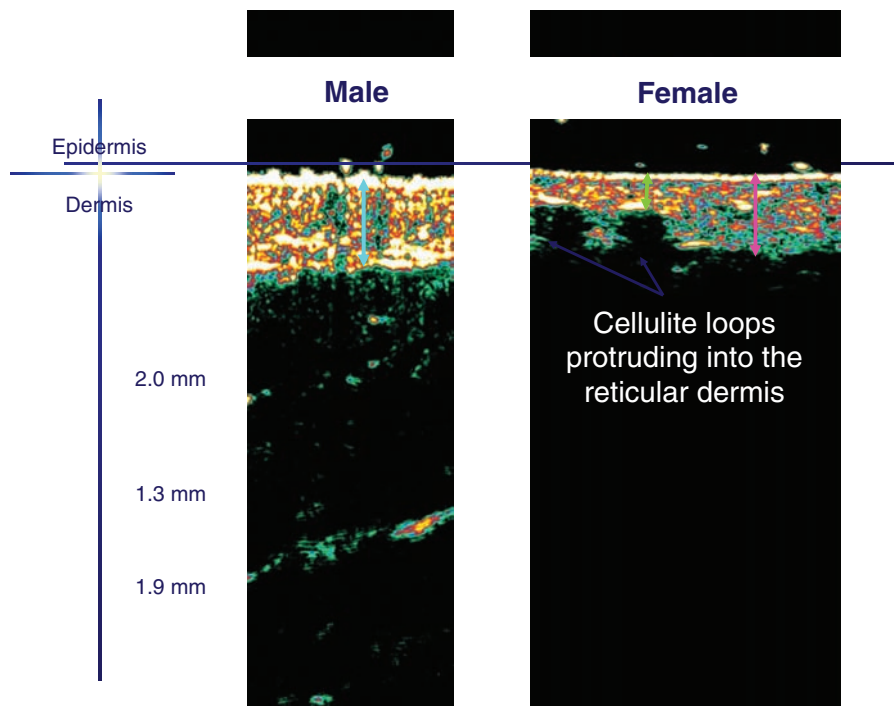 Male
Female
Epidermis
Dermis
Cellulite loops
protruding into the
reticular dermis
2.0 mm
1.3 mm
1.9 mm